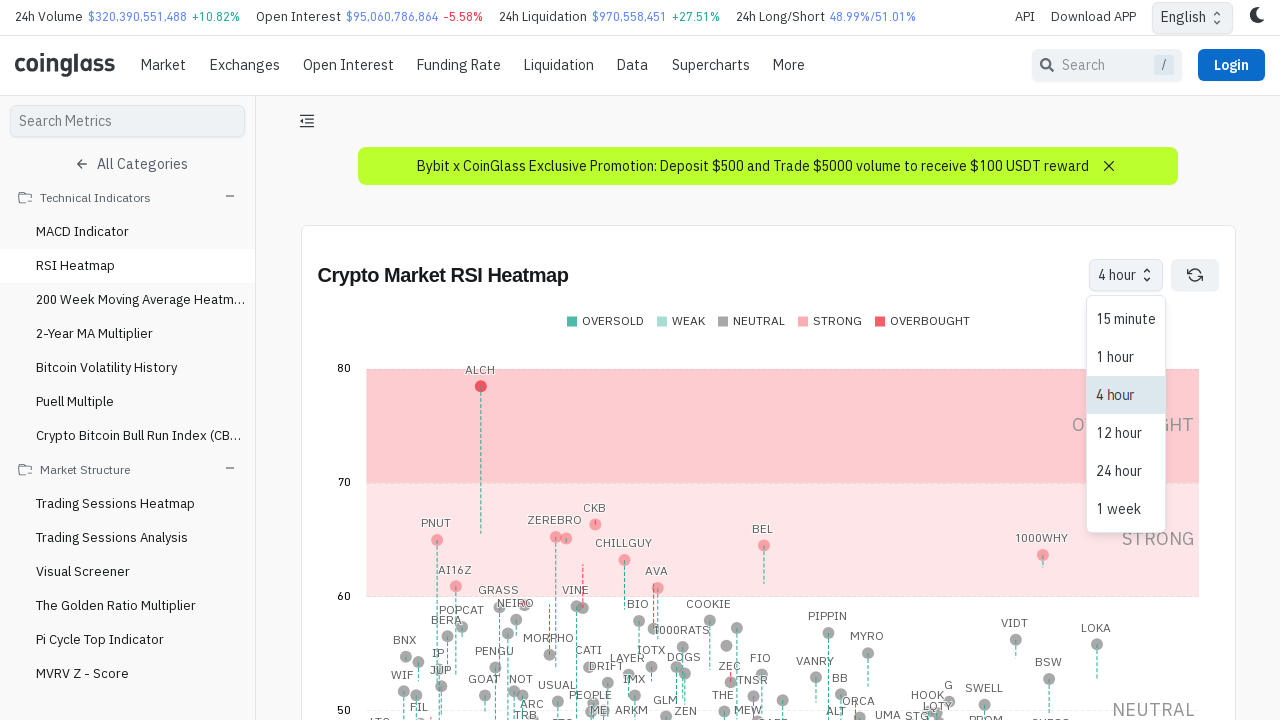 24h Volume $320,390,551,488 +10.82% Open Interest $95,060,786,864 -5.58% 24h Liquidation $970,558,451 +27.51% 24h Long/Short 48.99%/51.01% API Download APP English
coinglass Market Exchanges Open Interest Funding Rate Liquidation Data Supercharts More Search / Login
Search Metrics
All Categories
Technical Indicators
MACD Indicator
RSI Heatmap
200 Week Moving Average Heatm...
2-Year MA Multiplier
Bitcoin Volatility History
Puell Multiple
Crypto Bitcoin Bull Run Index (CB...
Market Structure
Trading Sessions Heatmap
Trading Sessions Analysis
Visual Screener
The Golden Ratio Multiplier
Pi Cycle Top Indicator
MVRV Z - Score
Bybit x CoinGlass Exclusive Promotion: Deposit $500 and Trade $5000 volume to receive $100 USDT reward
Crypto Market RSI Heatmap
4 hour
15 minute
1 hour
4 hour
12 hour
24 hour
1 week
OVERSOLD WEAK NEUTRAL STRONG OVERBOUGHT
80
ALCH
70
CKB
PNUT ZEREBRO BEL
STRONG
CHILLGUY 1000WHY
AI16Z AVA
60
GRASS VINE
POPCAT NEIRO BIO COOKIE
BERA 1000RATS PIPPIN VIDT LOKA
BNX MORPHO MYRO
IP PENGU CATI LAYER IOTX DOGS FIO VANRY BSW
JUP DRIFT ZEC
WIF GOAT NOT USUAL IMX TNSR BB G SWELL
FIL ARC PEOPLE GLM THE ORCA HOOK
50 TRB ME ARKM ZEN MEW ALT UMA STG LQTY NEUTRAL